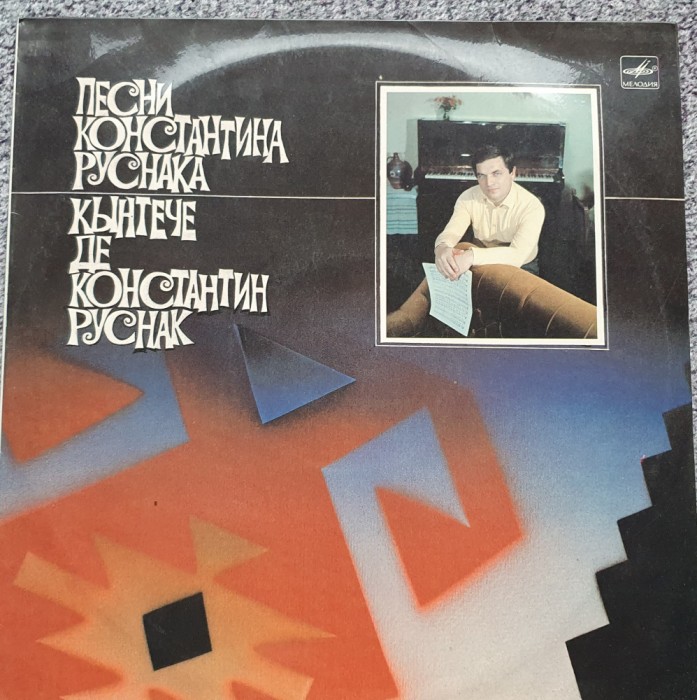 ПЕСНИ
КОНСТАНТИНА
РУСНАКА
КЫНТЕЧЕ
ДЕ
КОНСТАНТИН
РУСНАК
МЕЛОДИЯ